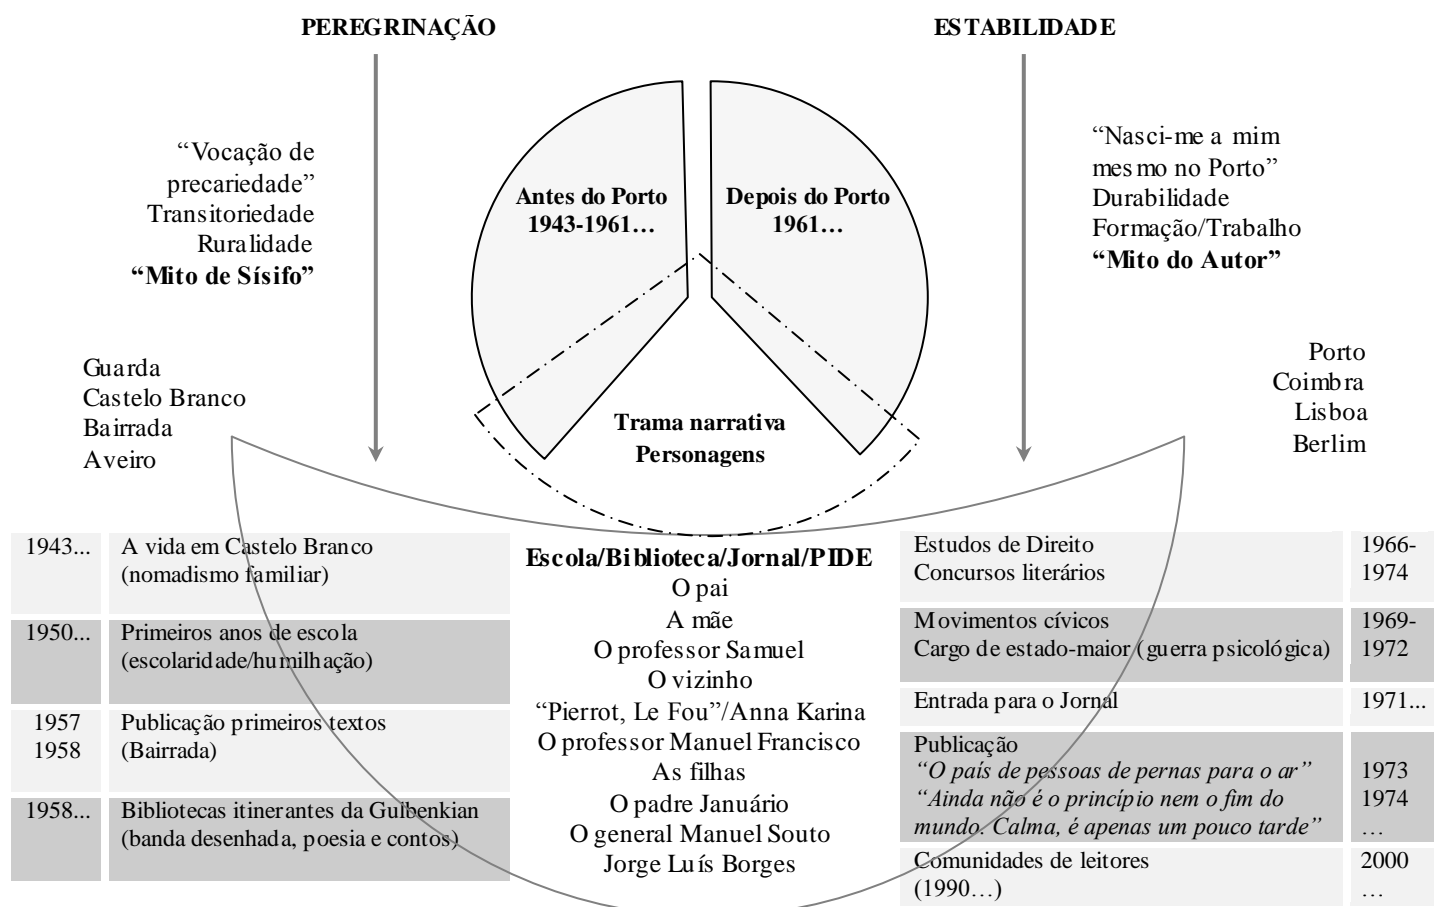 PEREGRINAÇÃO
ESTABILIDADE
“Vocação de
precariedade”
Transitoriedade
Ruralidade
“Mito de Sísifo”
Antes do Porto
1943-1961…
Depois do Porto
1961…
“Nasci-me a mim
mesmo no Porto”
Durabilidade
Formação/Trabalho
“Mito do Autor”
Guarda
Castelo Branco
Bairrada
Aveiro
Trama narrativa
Personagens
Porto
Coimbra
Lisboa
Berlim
1943... A vida em Castelo Branco
(nomadismo familiar)
1950... Primeiros anos de escola
(escolaridade/humilhação)
1957 Publicação primeiros textos
1958 (Bairrada)
1958... Bibliotecas itinerantes da Gulbenkian
(banda desenhada, poesia e contos)
Escola/Biblioteca/Jornal/PIDE
O pai
A mãe
O professor Samuel
O vizinho
“Pierrot, Le Fou”/Anna Karina
O professor Manuel Francisco
As filhas
O padre Januário
O general Manuel Souto
Jorge Luís Borges
Estudos de Direito 1966-
Concursos literários 1974
Movimentos cívicos 1969-
Cargo de estado-maior (guerra psicológica) 1972
Entrada para o Jornal 1971...
Publicação
“O país de pessoas de pernas para o ar” 1973
“Ainda não é o princípio nem o fim do 1974
mundo. Calma, é apenas um pouco tarde” …
Comunidades de leitores 2000
(1990…) …